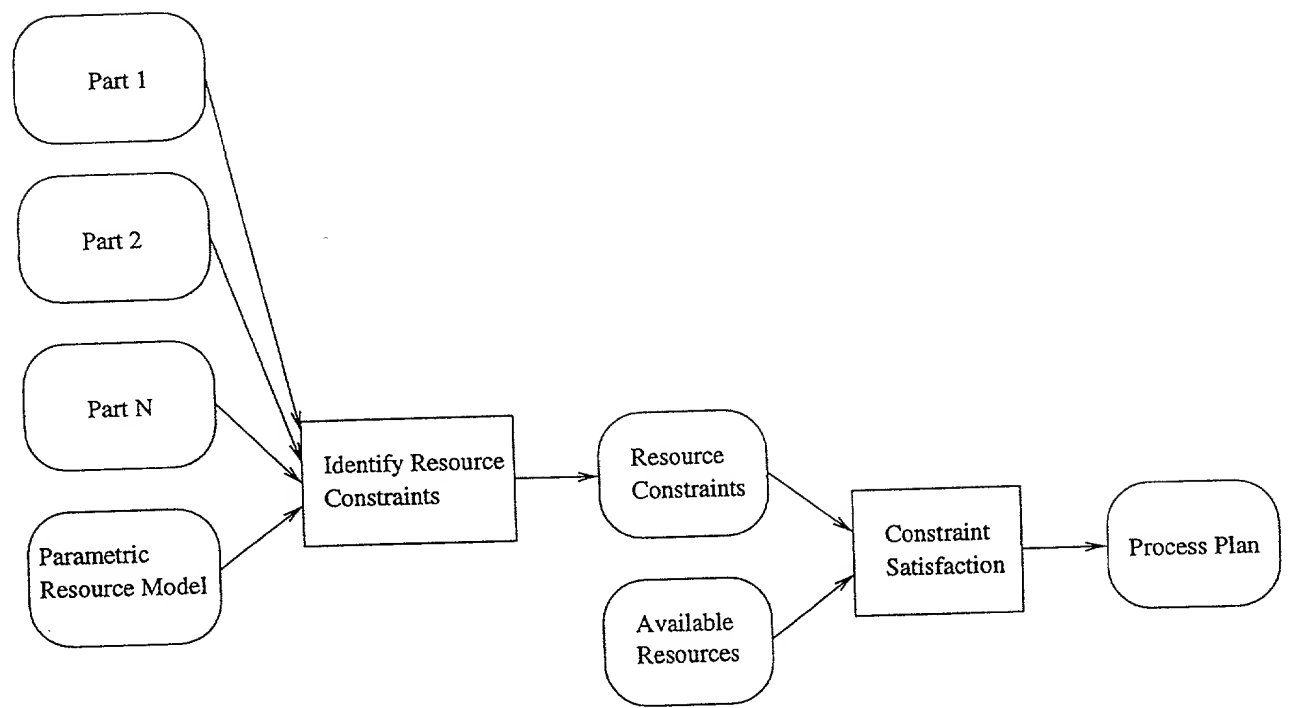 Part 1
Part 2
Part N
Parametric
Resource Model
Identify Resource
Constraints
Resource
Constraints
Available
Resources
Constraint
Satisfaction
Process Plan